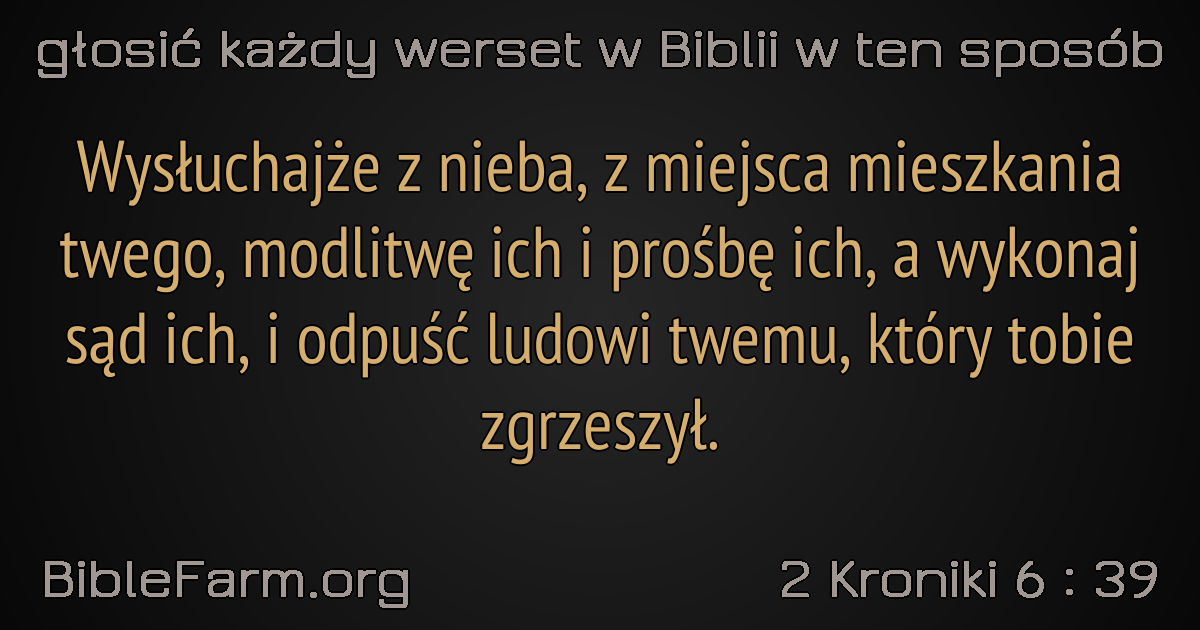 głosić każdy werset w Biblii w ten sposób
Wysłuchajże z nieba, z miejsca mieszkania
twego, modlitwę ich i prośbę ich, a wykonaj
sąd ich, i odpuść ludowi twemu, który tobie
zgrzeszył.
BibleFarm.org
2 Kroniki 6 : 39